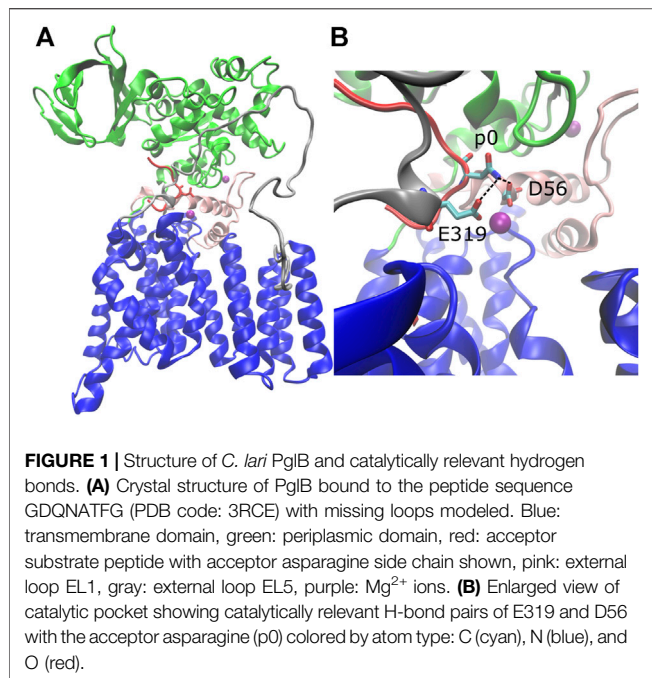 A
B
p0
D56
E319
FIGURE 1 | Structure of C. lari PglB and catalytically relevant hydrogen
bonds. (A) Crystal structure of PglB bound to the peptide sequence
GDQNATFG (PDB code: 3RCE) with missing loops modeled. Blue:
transmembrane domain, green: periplasmic domain, red: acceptor
substrate peptide with acceptor asparagine side chain shown, pink: external
loop EL1, gray: external loop EL5, purple: Mg²⁺ ions. (B) Enlarged view of
catalytic pocket showing catalytically relevant H-bond pairs of E319 and D56
with the acceptor asparagine (p0) colored by atom type: C (cyan), N (blue), and
O (red).